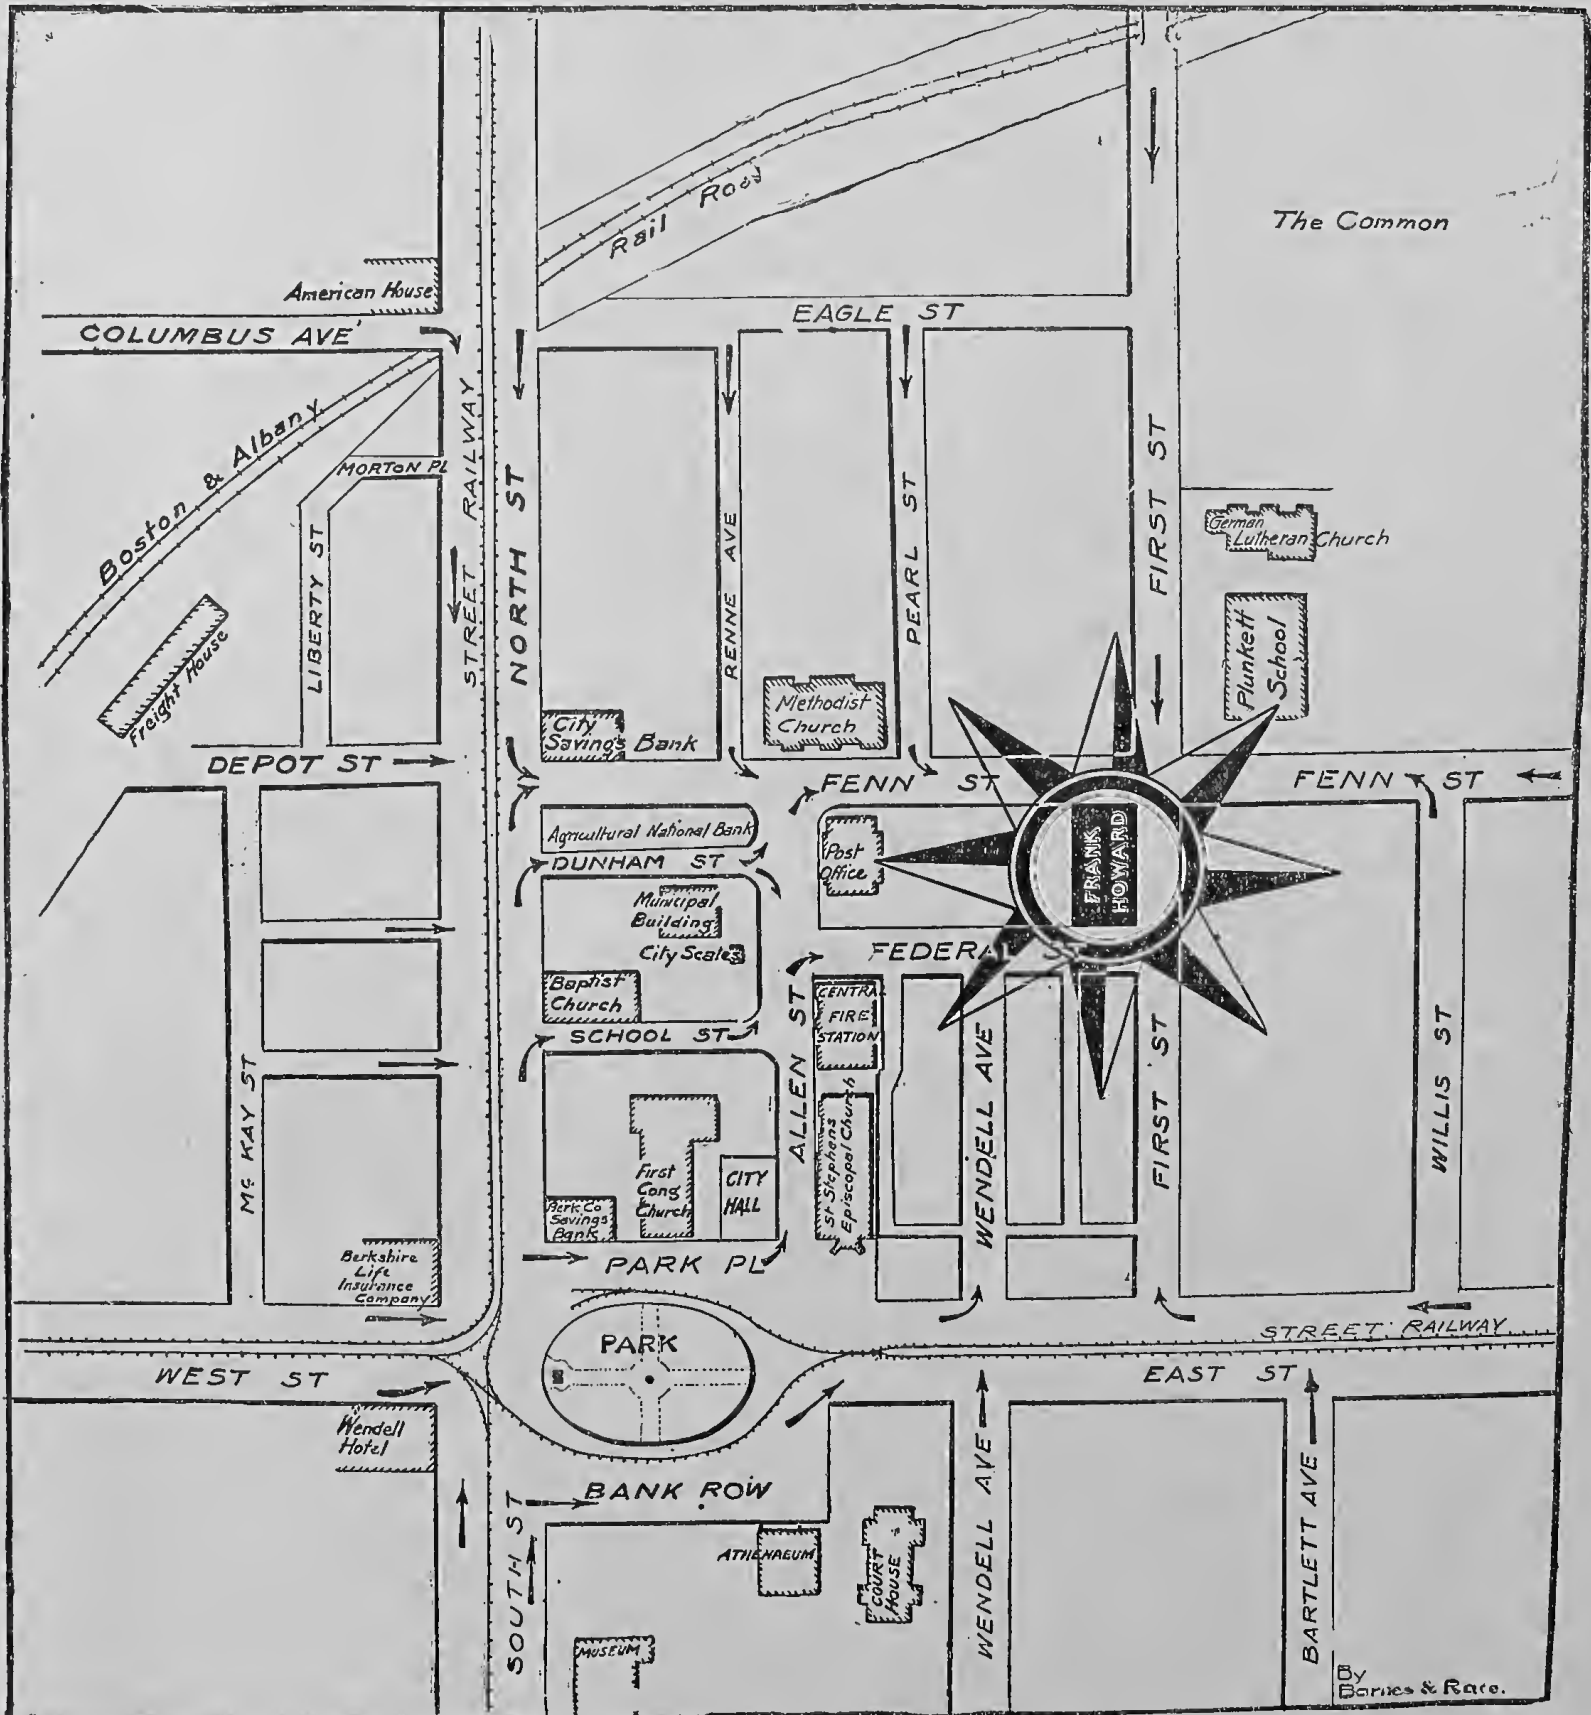 The Common
Rail Road
American House
EAGLE ST
COLUMBUS AVE'
Boston & Albany
MORTON PL
STREET RAILWAY
NORTH ST
RENNE AVE
PEARL ST
FIRST ST
German
Lutheran Church
LIBERTY ST
Plunkett
School
Freight House
City
Savings Bank
Methodist
Church
DEPOT ST
FENN ST
FENN ST
Agricultural National Bank
DUNHAM ST
Post
Office
FRANK
HOWARD
Municipal
Building
City Scales
FEDERAL S
Baptist
Church
SCHOOL ST
ALLEN ST
CENTRAL
FIRE
STATION
WENDELL AVE
FIRST ST
WILLIS ST
Mc KAY ST
First
Cong
Church
CITY
HALL
St Stephens
Episcopal Church
Berk. Co
Savings
Bank
PARK PL
Berkshire
Life
Insurance
Company
PARK
STREET RAILWAY
WEST ST
EAST ST
Wendell
Hotel
BANK ROW
SOUTH ST
ATHENAEUM
COURT
HOUSE
WENDELL AVE
BARTLETT AVE
MUSEUM
By
Barnes & Race.